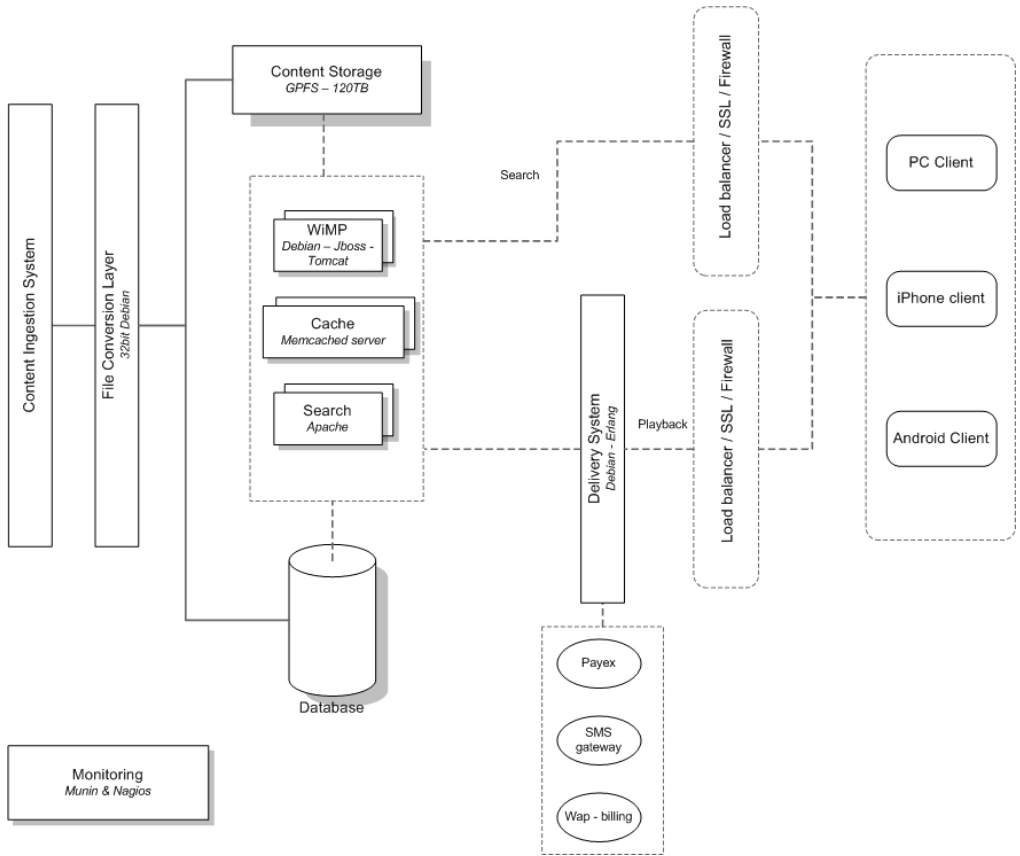 Content Ingestion System
File Conversion Layer
32bit Debian
Content Storage
GPFS – 120TB
WiMP
Debian – Jboss -
Tomcat
Cache
Memcached server
Search
Apache
Database
Monitoring
Munin & Nagios
Search
Playback
Delivery System
Debian - Erlang
Payex
SMS
gateway
Wap - billing
Load balancer / SSL / Firewall
Load balancer / SSL / Firewall
PC Client
iPhone client
Android Client